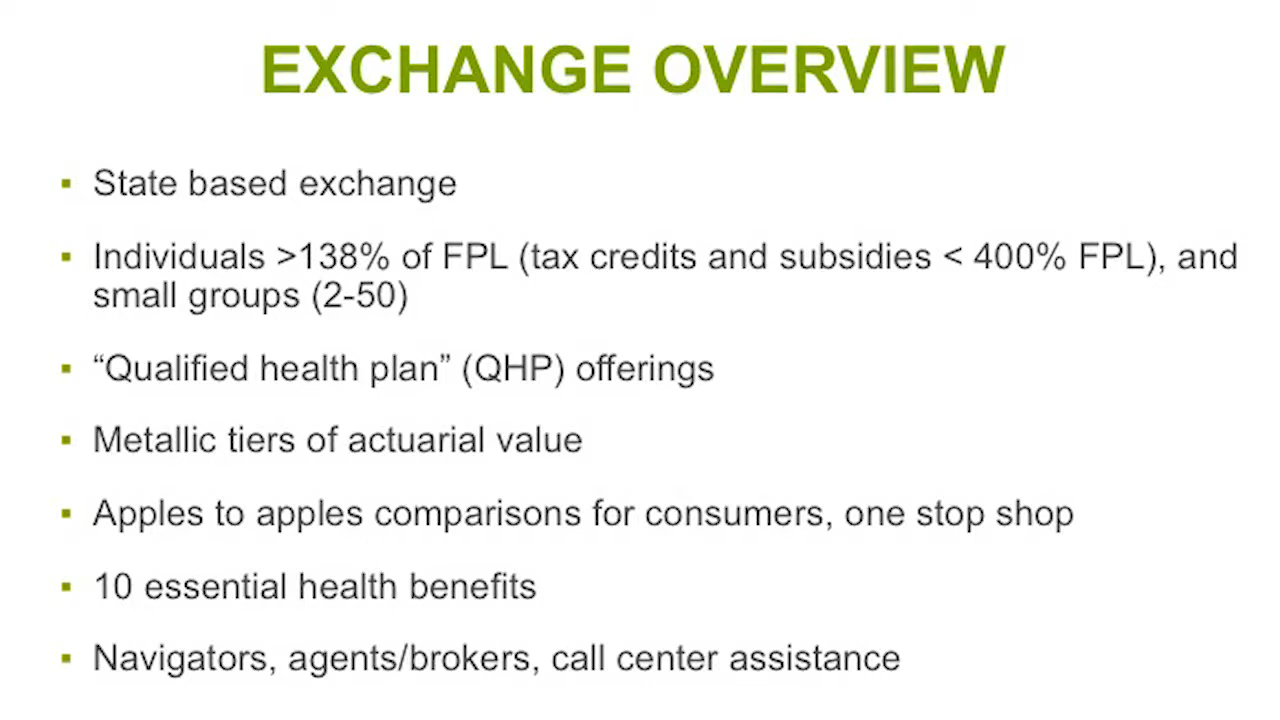 EXCHANGE OVERVIEW
▪ State based exchange
▪ Individuals >138% of FPL (tax credits and subsidies < 400% FPL), and
small groups (2-50)
▪ “Qualified health plan” (QHP) offerings
▪ Metallic tiers of actuarial value
▪ Apples to apples comparisons for consumers, one stop shop
▪ 10 essential health benefits
▪ Navigators, agents/brokers, call center assistance